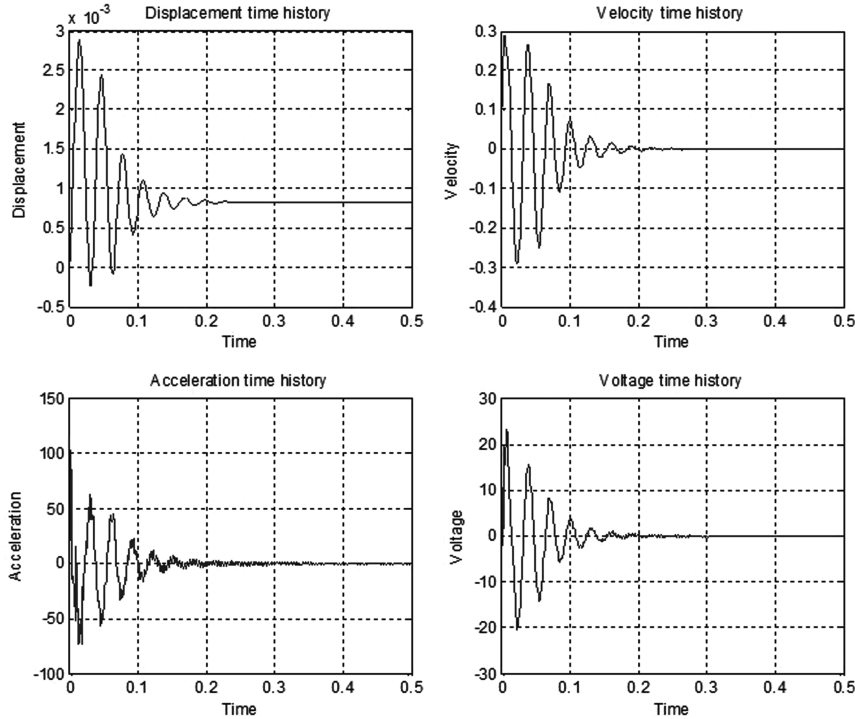 Displacement time history
x 10^-3
3
2.5
2
1.5
1
0.5
0
-0.5
Displacement
0 0.1 0.2 0.3 0.4 0.5
Time
Velocity time history
0.3
0.2
0.1
0
-0.1
-0.2
-0.3
-0.4
Velocity
0 0.1 0.2 0.3 0.4 0.5
Time
Acceleration time history
150
100
50
0
-50
-100
Acceleration
0 0.1 0.2 0.3 0.4 0.5
Time
Voltage time history
30
20
10
0
-10
-20
-30
Voltage
0 0.1 0.2 0.3 0.4 0.5
Time